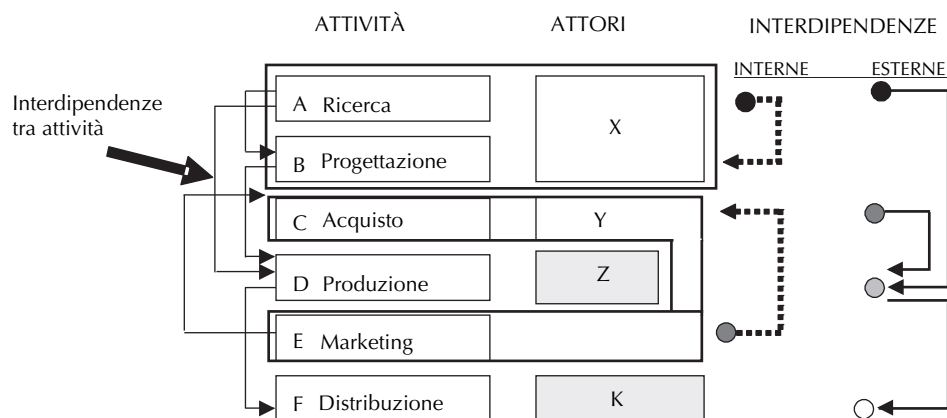 ATTIVITÀ ATTORI INTERDIPENDENZE
INTERNE ESTERNE
Interdipendenze
tra attività
A Ricerca
X
B Progettazione
C Acquisto Y
D Produzione Z
E Marketing
F Distribuzione K